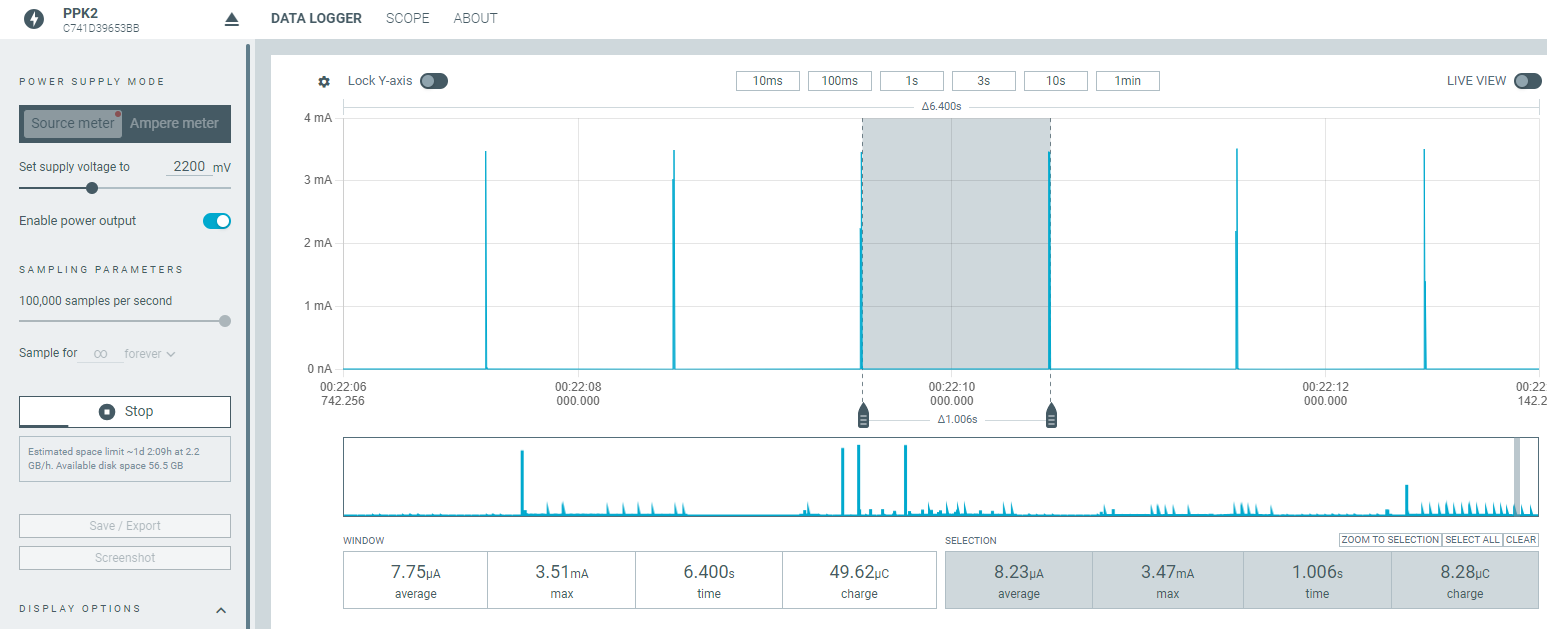 PPK2
C741D39653BB
DATA LOGGER SCOPE ABOUT
POWER SUPPLY MODE
Source meter Ampere meter
Set supply voltage to 2200 mV
Enable power output
SAMPLING PARAMETERS
100,000 samples per second
Sample for ∞ forever
Stop
Estimated space limit ~1d 2:09h at 2.2
GB/h. Available disk space 56.5 GB
Save / Export
Screenshot
DISPLAY OPTIONS
Lock Y-axis 10ms 100ms 1s 3s 10s 1min LIVE VIEW
Δ6.400s
4 mA
3 mA
2 mA
1 mA
0 nA
00:22:06 00:22:08 00:22:10 00:22:12 00:22
742.256 000.000 000.000 000.000 142.2
Δ1.006s
WINDOW
7.75μA 3.51mA 6.400s 49.62μC
average max time charge
SELECTION ZOOM TO SELECTION SELECT ALL CLEAR
8.23μA 3.47mA 1.006s 8.28μC
average max time charge